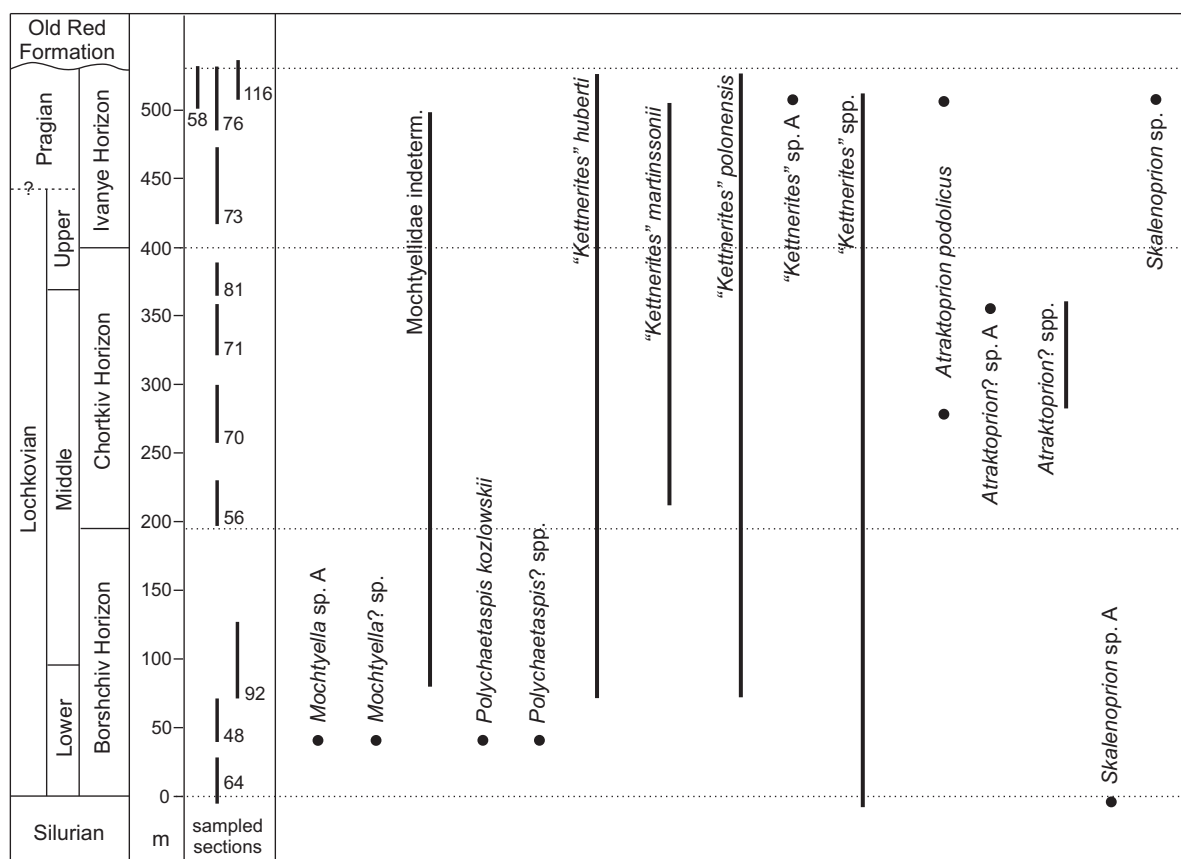 Old Red
Formation
Pragian
?
Lochkovian
Upper
Middle
Lower
Ivanye Horizon
Chortkiv Horizon
Borshchiv Horizon
Silurian
500
450
400
350
300
250
200
150
100
50
0
m
58
76
116
73
81
71
70
56
92
48
64
sampled
sections
Mochtyella sp. A
Mochtyella? sp.
Mochtyellidae indeterm.
Polychaetaspis kozlowskii
Polychaetaspis? spp.
“Kettnerites” huberti
“Kettnerites” martinssonii
“Kettnerites” polonensis
“Kettnerites” sp. A
“Kettnerites” spp.
Atraktoprion podolicus
Atraktoprion? sp. A
Atraktoprion? spp.
Skalenoprion sp. A
Skalenoprion sp.